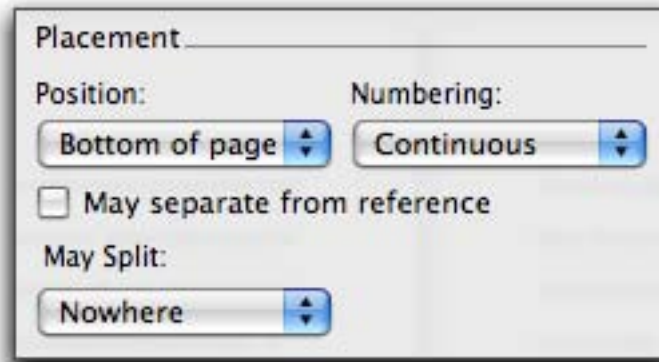 Placement
Position: Numbering:
Bottom of page Continuous
May separate from reference
May Split:
Nowhere